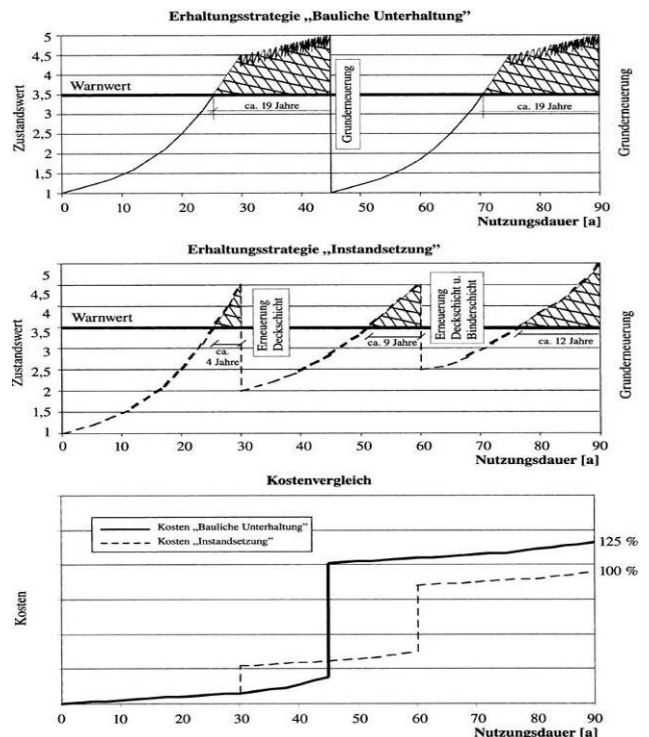 Erhaltungsstrategie „Bauliche Unterhaltung"
Zustandswert
5
4,5
4
3,5
3
2,5
2
1,5
1
Warnwert
ca. 19 Jahre
Grunderneuerung
ca. 19 Jahre
Grunderneuerung
0
10
20
30
40
50
60
70
80
90
Nutzungsdauer [a]
Erhaltungsstrategie „Instandsetzung"
Zustandswert
5
4,5
4
3,5
3
2,5
2
1,5
1
Warnwert
ca.
4 Jahre
Erneuerung
Deckschicht
ca. 9 Jahre
Erneuerung
Deckschicht u.
Binderschicht
ca. 12 Jahre
Grunderneuerung
0
10
20
30
40
50
60
70
80
90
Nutzungsdauer [a]
Kostenvergleich
Kosten
Kosten „Bauliche Unterhaltung"
Kosten „Instandsetzung"
125 %
100 %
0
10
20
30
40
50
60
70
80
90
Nutzungsdauer [a]